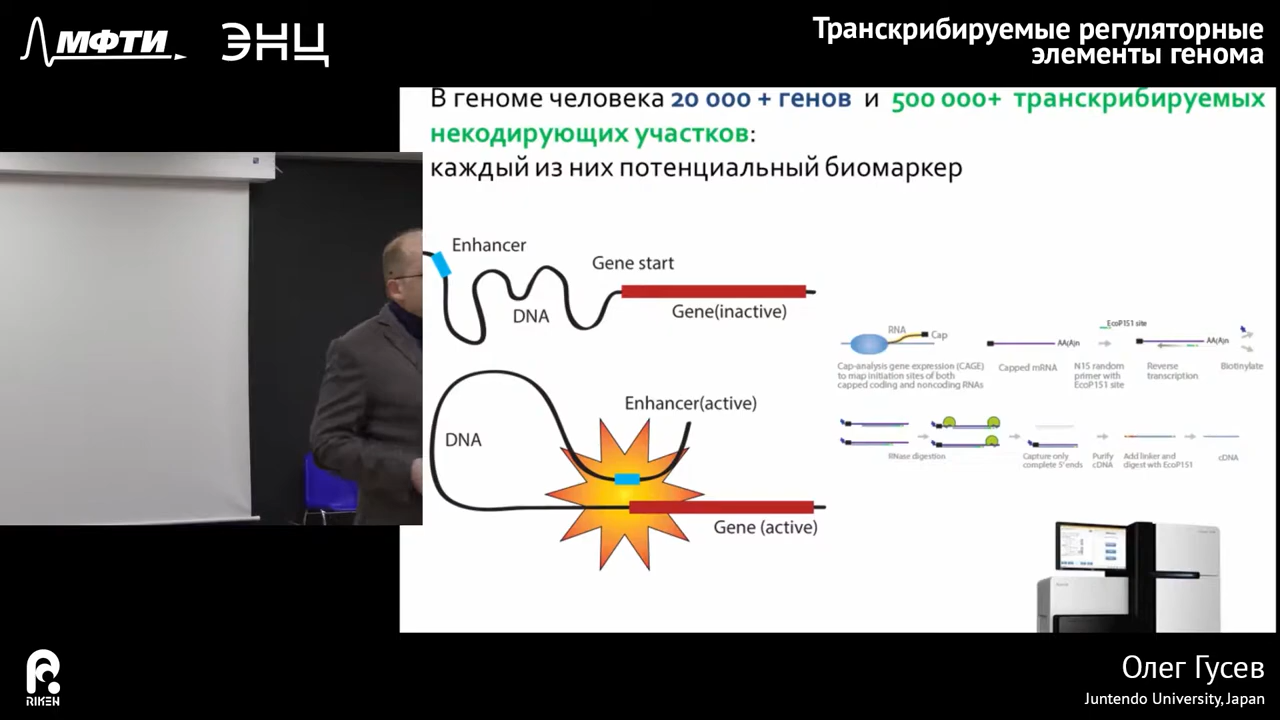 МФТИ
ЭНЦ
Транскрибируемые регуляторные
элементы генома
В геноме человека 20 000 + генов и 500 000+ транскрибируемых
некодирующих участков:
каждый из них потенциальный биомаркер
Enhancer
Gene start
DNA
Gene(inactive)
Enhancer(active)
DNA
Gene (active)
RNA
Cap
Cap-analysis gene expression (CAGE)
to map initiation sites of both
capped coding and noncoding RNAs
AA(A)n
Capped mRNA
EcoP151 site
N15 random
primer with
EcoP151 site
AA(A)n
Reverse
transcription
Biotinylate
RNase digestion
Capture only
complete 5' ends
Purify
cDNA
Add linker and
digest with EcoP151
cDNA
RIKEN
Олег Гусев
Juntendo University, Japan